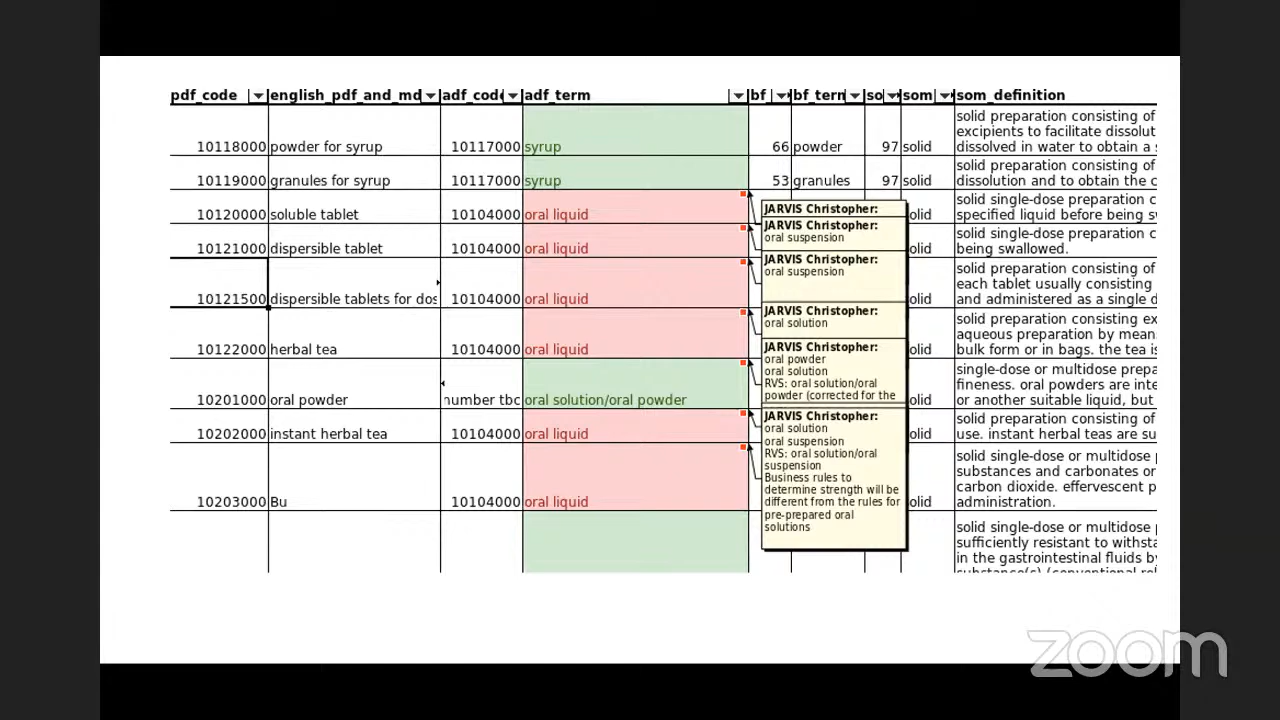 pdf_code english_pdf_and_md adf_code adf_term bf_ bf_term so som som_definition
solid preparation consisting of
excipients to facilitate dissolut
10118000 powder for syrup 10117000 syrup 66 powder 97 solid dissolved in water to obtain a s
solid preparation consisting of
10119000 granules for syrup 10117000 syrup 53 granules 97 solid dissolution and to obtain the c
solid single-dose preparation c
10120000 soluble tablet 10104000 oral liquid olid specified liquid before being sw
solid single-dose preparation c
10121000 dispersible tablet 10104000 oral liquid olid being swallowed.
solid preparation consisting of
each tablet usually consisting
10121500 dispersible tablets for dos 10104000 oral liquid olid and administered as a single d
solid preparation consisting ex
aqueous preparation by mean
10122000 herbal tea 10104000 oral liquid olid bulk form or in bags. the tea is
single-dose or multidose prepa
fineness. oral powders are inte
10201000 oral powder number tbc oral solution/oral powder olid or another suitable liquid, but
solid preparation consisting of
10202000 instant herbal tea 10104000 oral liquid olid use. instant herbal teas are su
solid single-dose or multidose p
substances and carbonates or
carbon dioxide. effervescent p
10203000 Bu 10104000 oral liquid olid administration.
solid single-dose or multidose p
sufficiently resistant to withsta
in the gastrointestinal fluids by
substance(s) (conventional rel
JARVIS Christopher:
JARVIS Christopher:
oral suspension
JARVIS Christopher:
oral suspension
JARVIS Christopher:
oral solution
JARVIS Christopher:
oral powder
oral solution
RVS: oral solution/oral
powder (corrected for the
JARVIS Christopher:
oral solution
oral suspension
RVS: oral solution/oral
suspension
Business rules to
determine strength will be
different from the rules for
pre-prepared oral
solutions
zoom